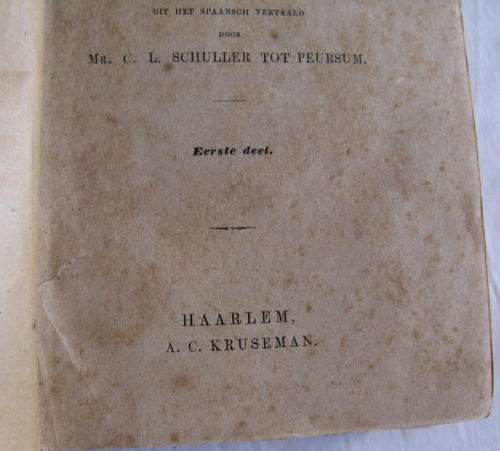 UIT HET SPAANSCH VERTAALD
DOOR
MR. C. L. SCHULLER TOT PEURSUM.
Eerste deel.
HAARLEM,
A. C. KRUSEMAN.